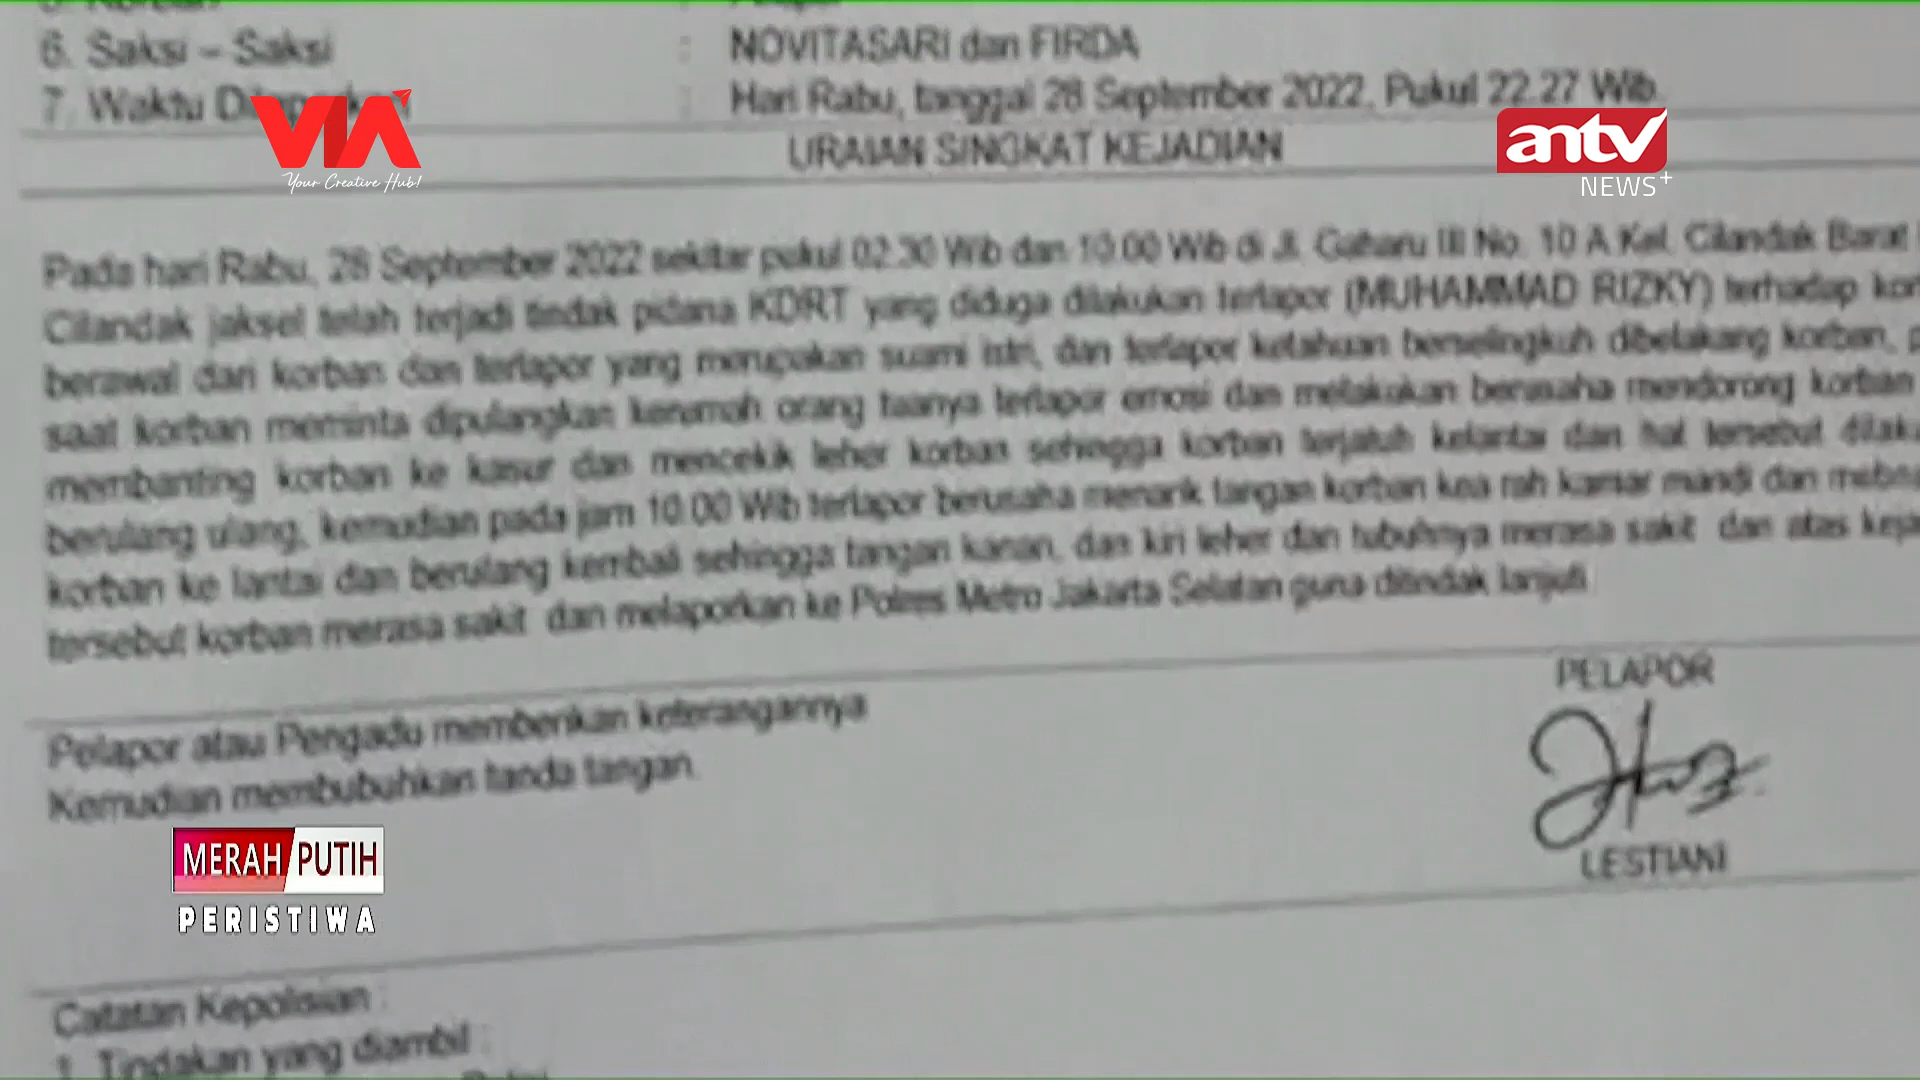 6. Saksi – Saksi : NOVITASARI dan FIRDA
7. Waktu : Hari Rabu, tanggal 28 September 2022, Pukul 22.27 Wib.
VIA
Your Creative Hub!
antv
NEWS+
URAIAN SINGKAT KEJADIAN
Pada hari Rabu, 28 September 2022 sekitar pukul 02.30 Wib dan 10.00 Wib di Jl. Gaharu III No. 10 A Kel. Cilandak Barat
Cilandak jaksel telah terjadi tindak pidana KDRT yang diduga dilakukan terlapor (MUHAMMAD RIZKY) terhadap kor
berawal dari korban dan terlapor yang merupakan suami istri, dan terlapor ketahuan berselingkuh dibelakang korban, p
saat korban meminta dipulangkan kerumah orang tuanya terlapor emosi dan melakukan berusaha mendorong korban
membanting korban ke kasur dan mencekik leher korban sehingga korban terjatuh kelantai dan hal tersebut dilaku
berulang ulang, kemudian pada jam 10.00 Wib terlapor berusaha menarik tangan korban kea rah kamar mandi dan
korban ke lantai dan berulang kembali sehingga tangan kanan, dan kiri leher dan tubuhnya merasa sakit dan atas keja
tersebut korban merasa sakit dan melaporkan ke Polres Metro Jakarta Selatan guna ditindak lanjuti
PELAPOR
Pelapor atau Pengadu memberikan keterangannya
Kemudian membubuhkan tanda tangan.
LESTIANI
MERAH PUTIH
PERISTIWA
Catatan Kepolisian :
1. Tindakan yang diambil :